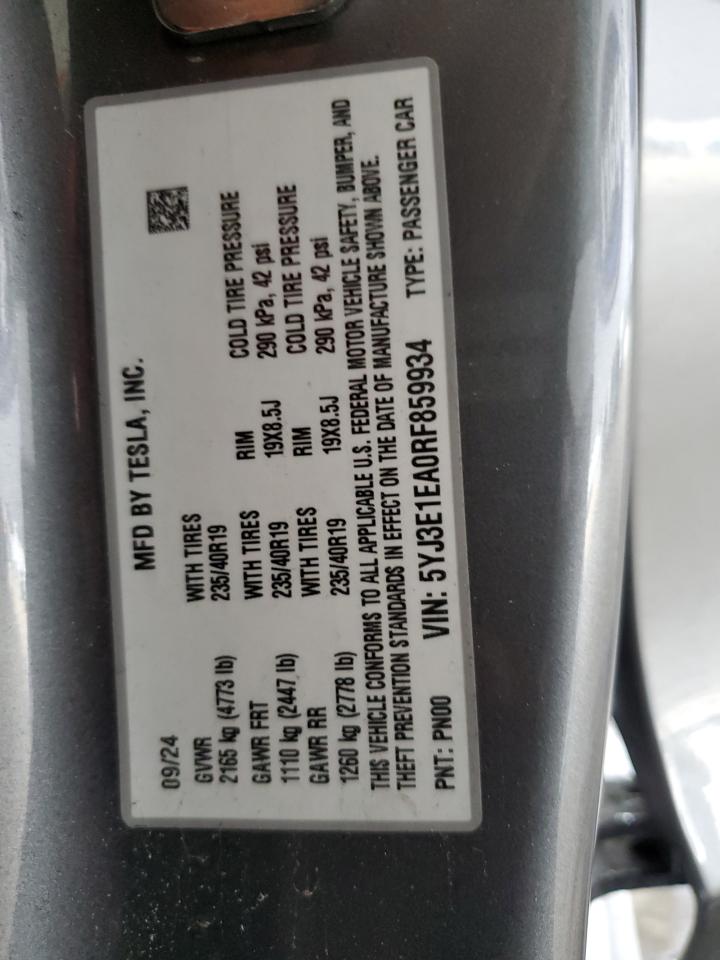 MFD BY TESLA, INC.
09/24
GVWR WITH TIRES RIM COLD TIRE PRESSURE
2165 kg (4773 lb) 235/40R19
GAWR FRT WITH TIRES RIM COLD TIRE PRESSURE
1110 kg (2447 lb) 235/40R19 19X8.5J 290 kPa, 42 psi
GAWR RR WITH TIRES RIM COLD TIRE PRESSURE
1260 kg (2778 lb) 235/40R19 19X8.5J 290 kPa, 42 psi
THIS VEHICLE CONFORMS TO ALL APPLICABLE U.S. FEDERAL MOTOR VEHICLE SAFETY, BUMPER, AND
THEFT PREVENTION STANDARDS IN EFFECT ON THE DATE OF MANUFACTURE SHOWN ABOVE.
PNT: PN00 VIN: 5YJ3E1EA0RF859934 TYPE: PASSENGER CAR